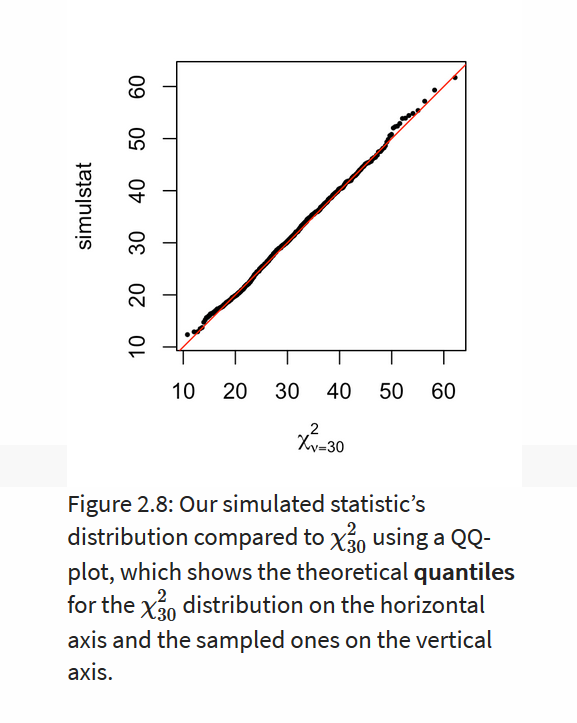 simulstat
60
50
40
30
20
10
10 20 30 40 50 60
χ²ν=30
Figure 2.8: Our simulated statistic’s
distribution compared to χ²₃₀ using a QQ-
plot, which shows the theoretical quantiles
for the χ²₃₀ distribution on the horizontal
axis and the sampled ones on the vertical
axis.